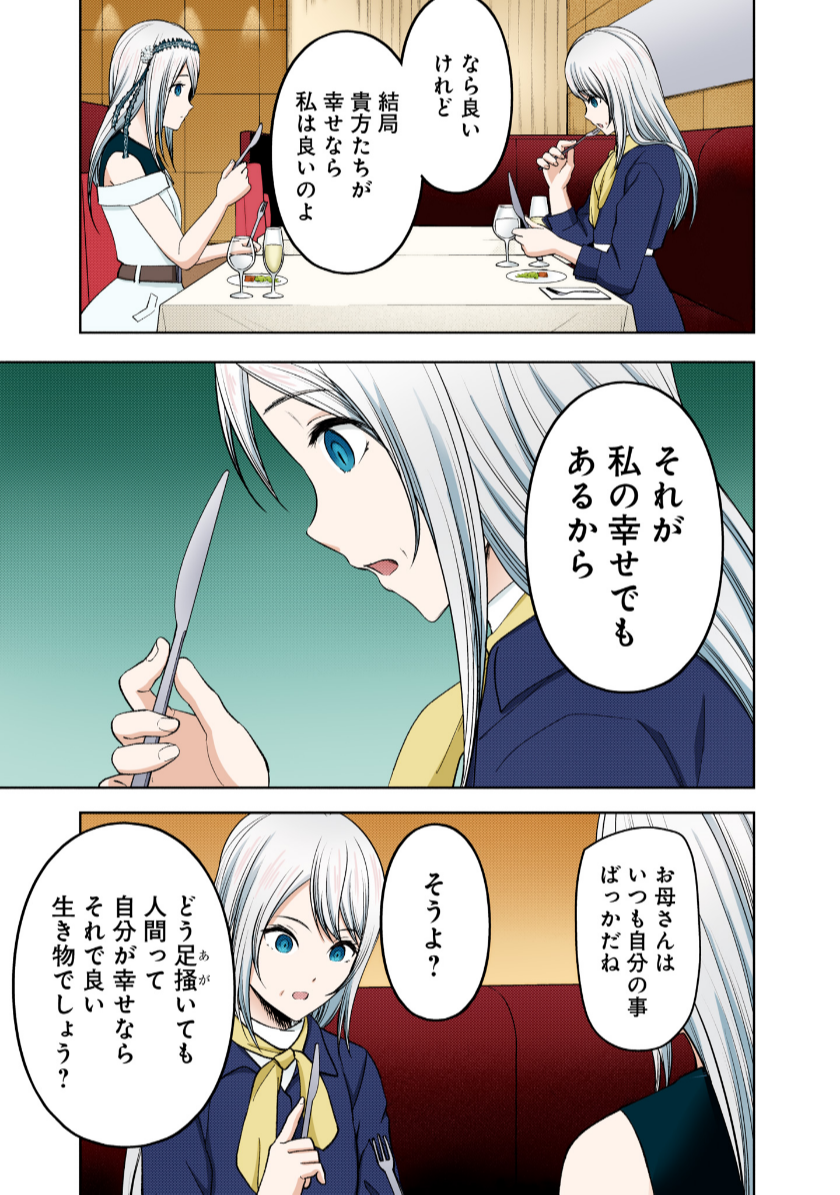 なら良い
けれど
結局
貴方たちが
幸せなら
私は良いのよ
それが
私の幸せでも
あるから
お母さんは
いつも自分の事
ばっかだね
そうよ?
どう足掻いても
あが
人間って
自分が幸せなら
それで良い
生き物でしょう?